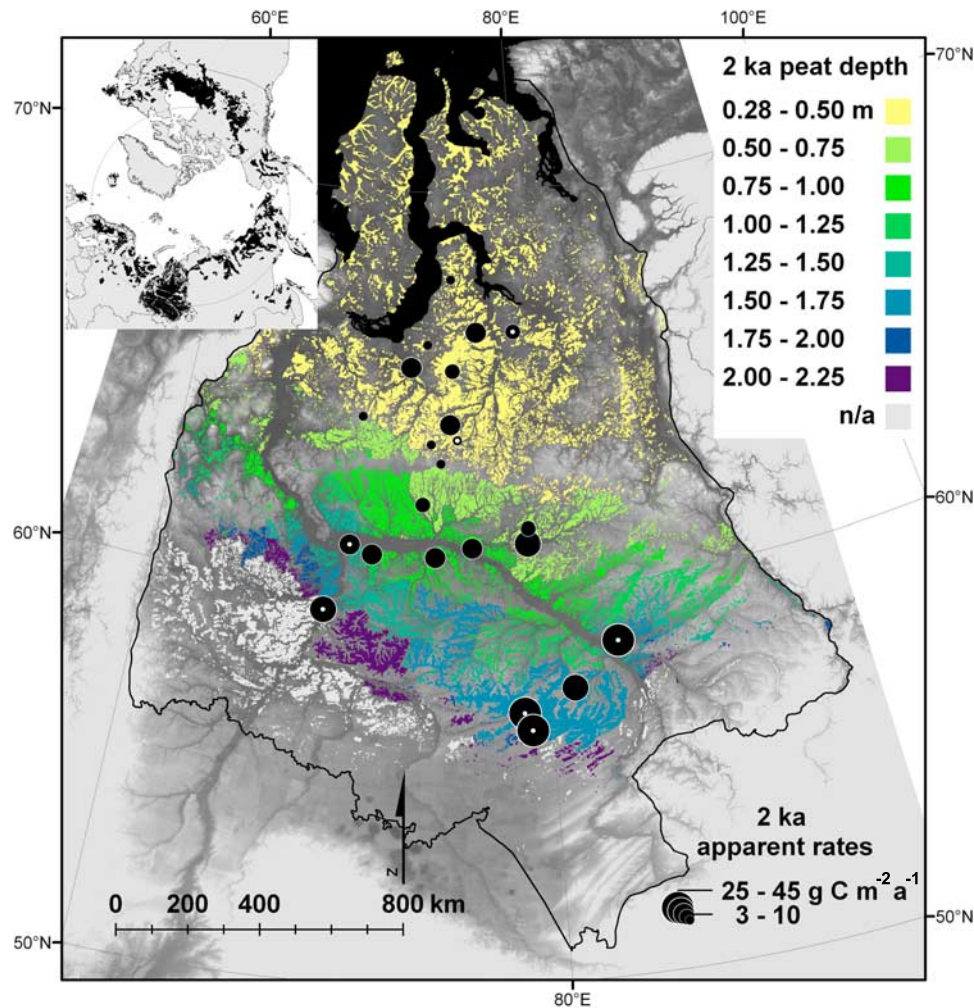 60°E
80°E
100°E
70°N
70°N
2 ka peat depth
0.28 - 0.50 m
0.50 - 0.75
0.75 - 1.00
1.00 - 1.25
1.25 - 1.50
1.50 - 1.75
1.75 - 2.00
2.00 - 2.25
n/a
60°N
60°N
2 ka
apparent rates
25 - 45 g C m⁻² a⁻¹
3 - 10
N
0 200 400 800 km
50°N
50°N
80°E